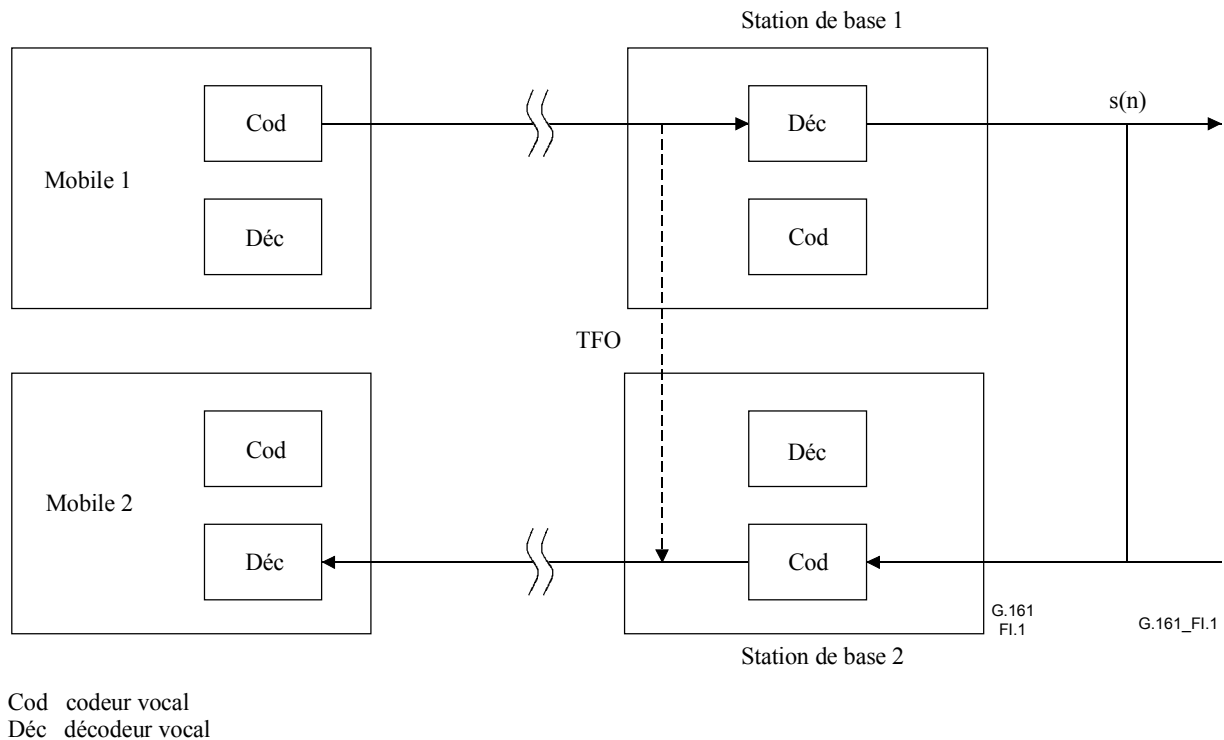 Station de base 1
s(n)
Cod
Déc
Mobile 1
Déc
Cod
TFO
Cod
Déc
Mobile 2
Déc
Cod
G.161
FI.1
G.161_FI.1
Station de base 2
Cod codeur vocal
Déc décodeur vocal